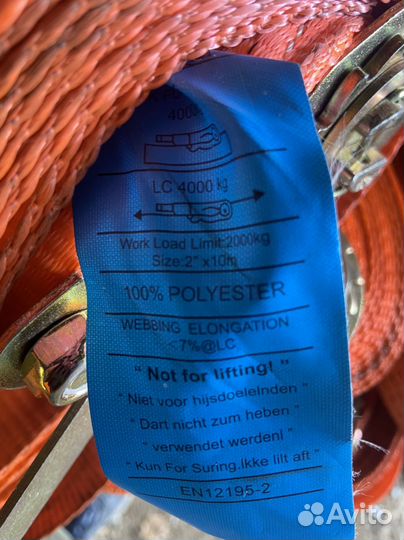 LC 4000 kg
Work Load Limit:2000kg
Size:2" x10m
100% POLYESTER
WEBBING ELONGATION
<7%@LC
" Not for lifting! "
" Niet voor hijsdoeleinden "
" Dart nicht zum heben "
" verwendet werden! "
" Kun For Suring.Ikke lilt aft "
EN12195-2
Avito